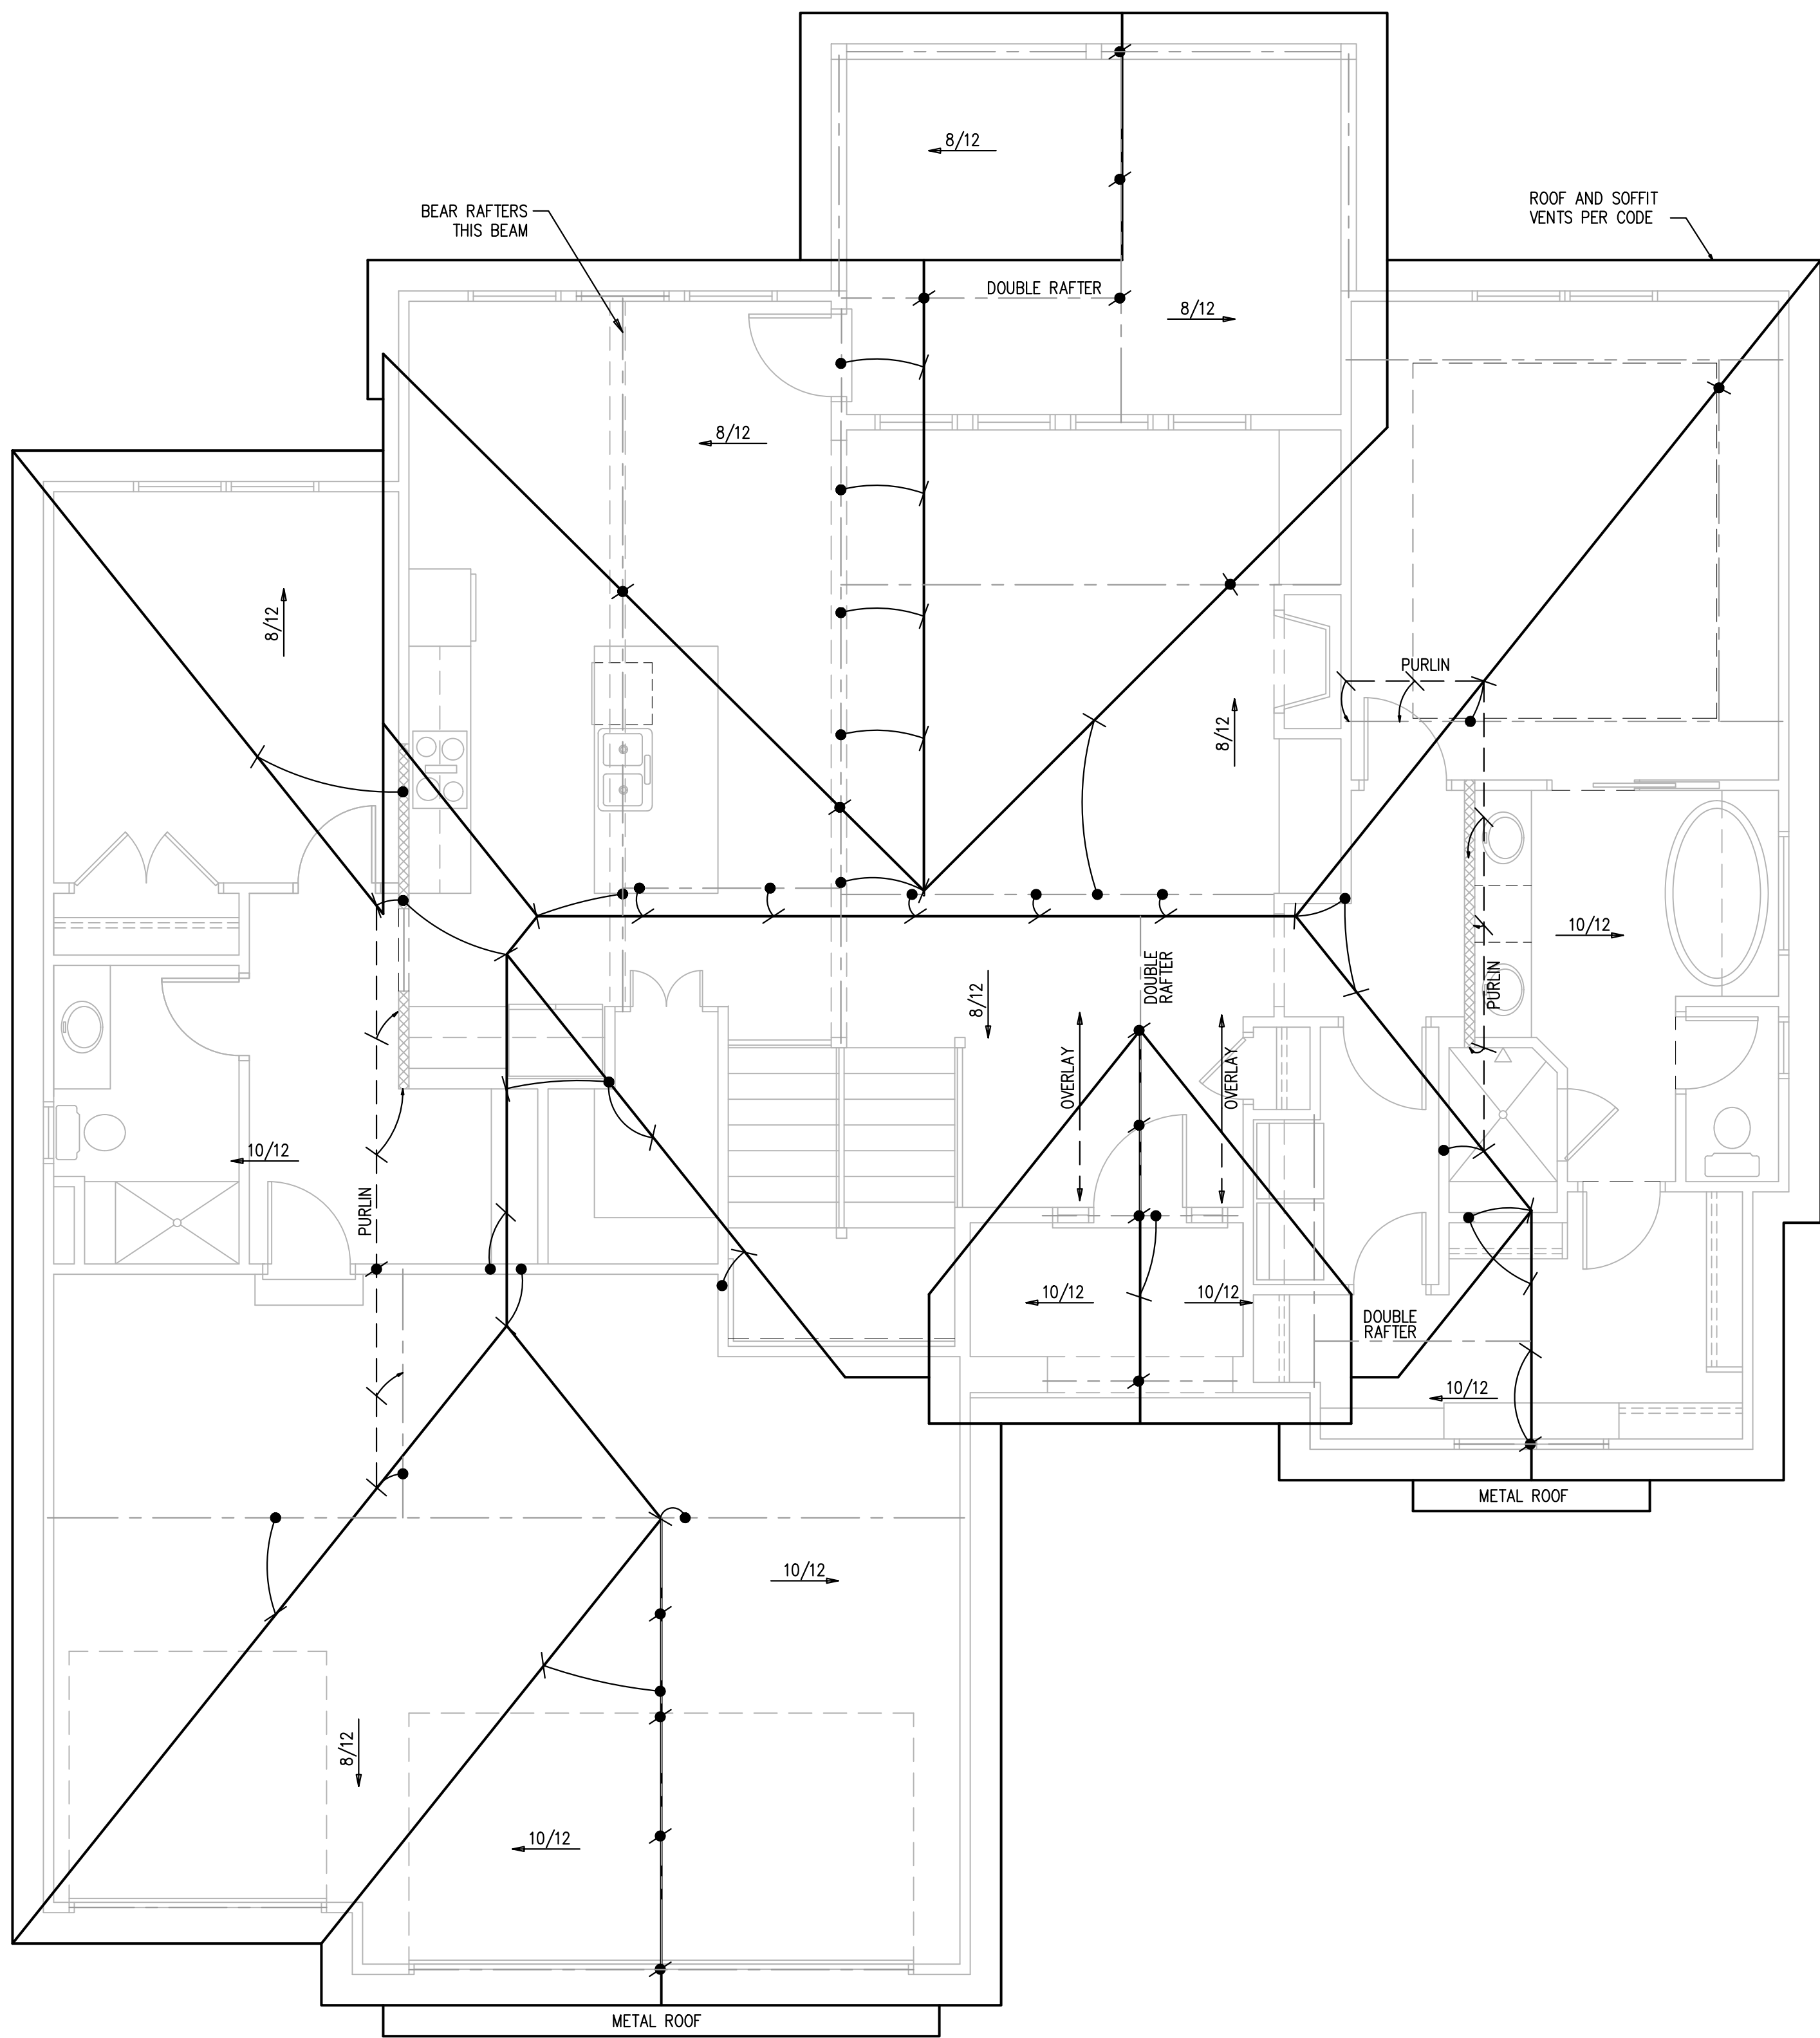 8/12
BEAR RAFTERS
THIS BEAM
ROOF AND SOFFIT
VENTS PER CODE
DOUBLE RAFTER
8/12
8/12
8/12
PURLIN
8/12
10/12
DOUBLE
RAFTER
PURLIN
8/12
OVERLAY
OVERLAY
10/12
PURLIN
10/12
10/12
DOUBLE
RAFTER
10/12
METAL ROOF
10/12
8/12
10/12
METAL ROOF